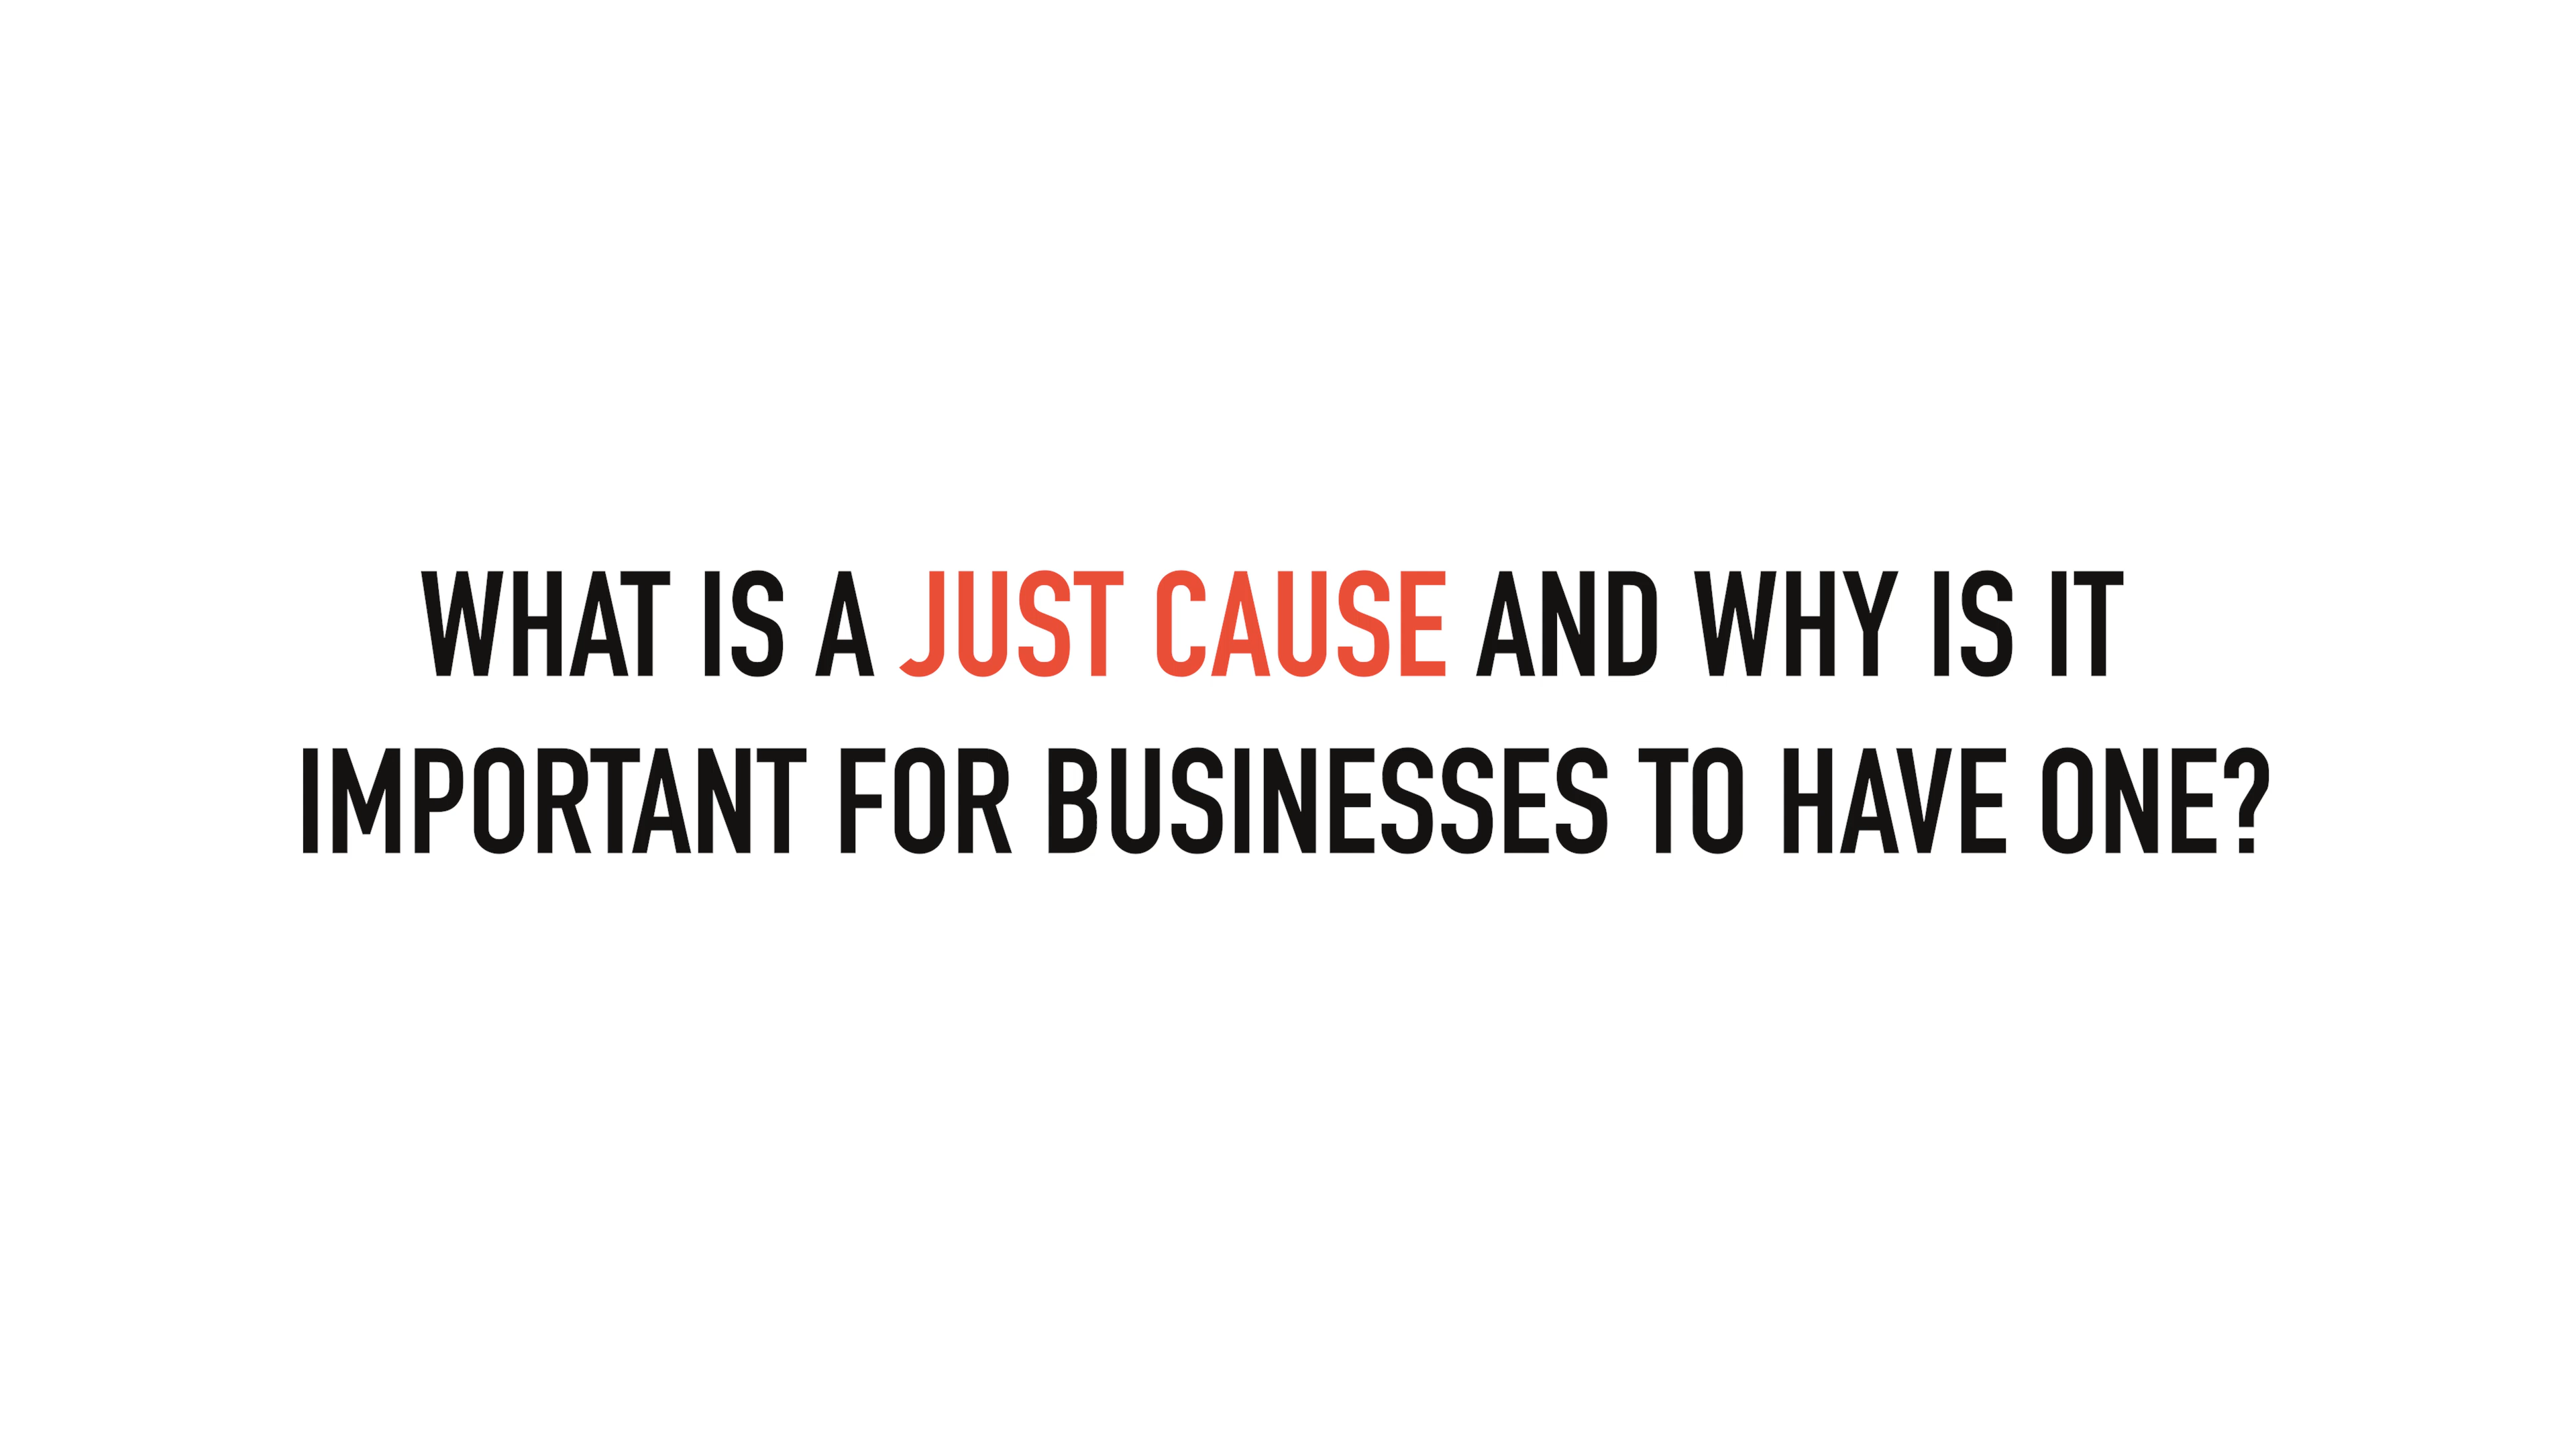 WHAT IS A JUST CAUSE AND WHY IS IT
IMPORTANT FOR BUSINESSES TO HAVE ONE?